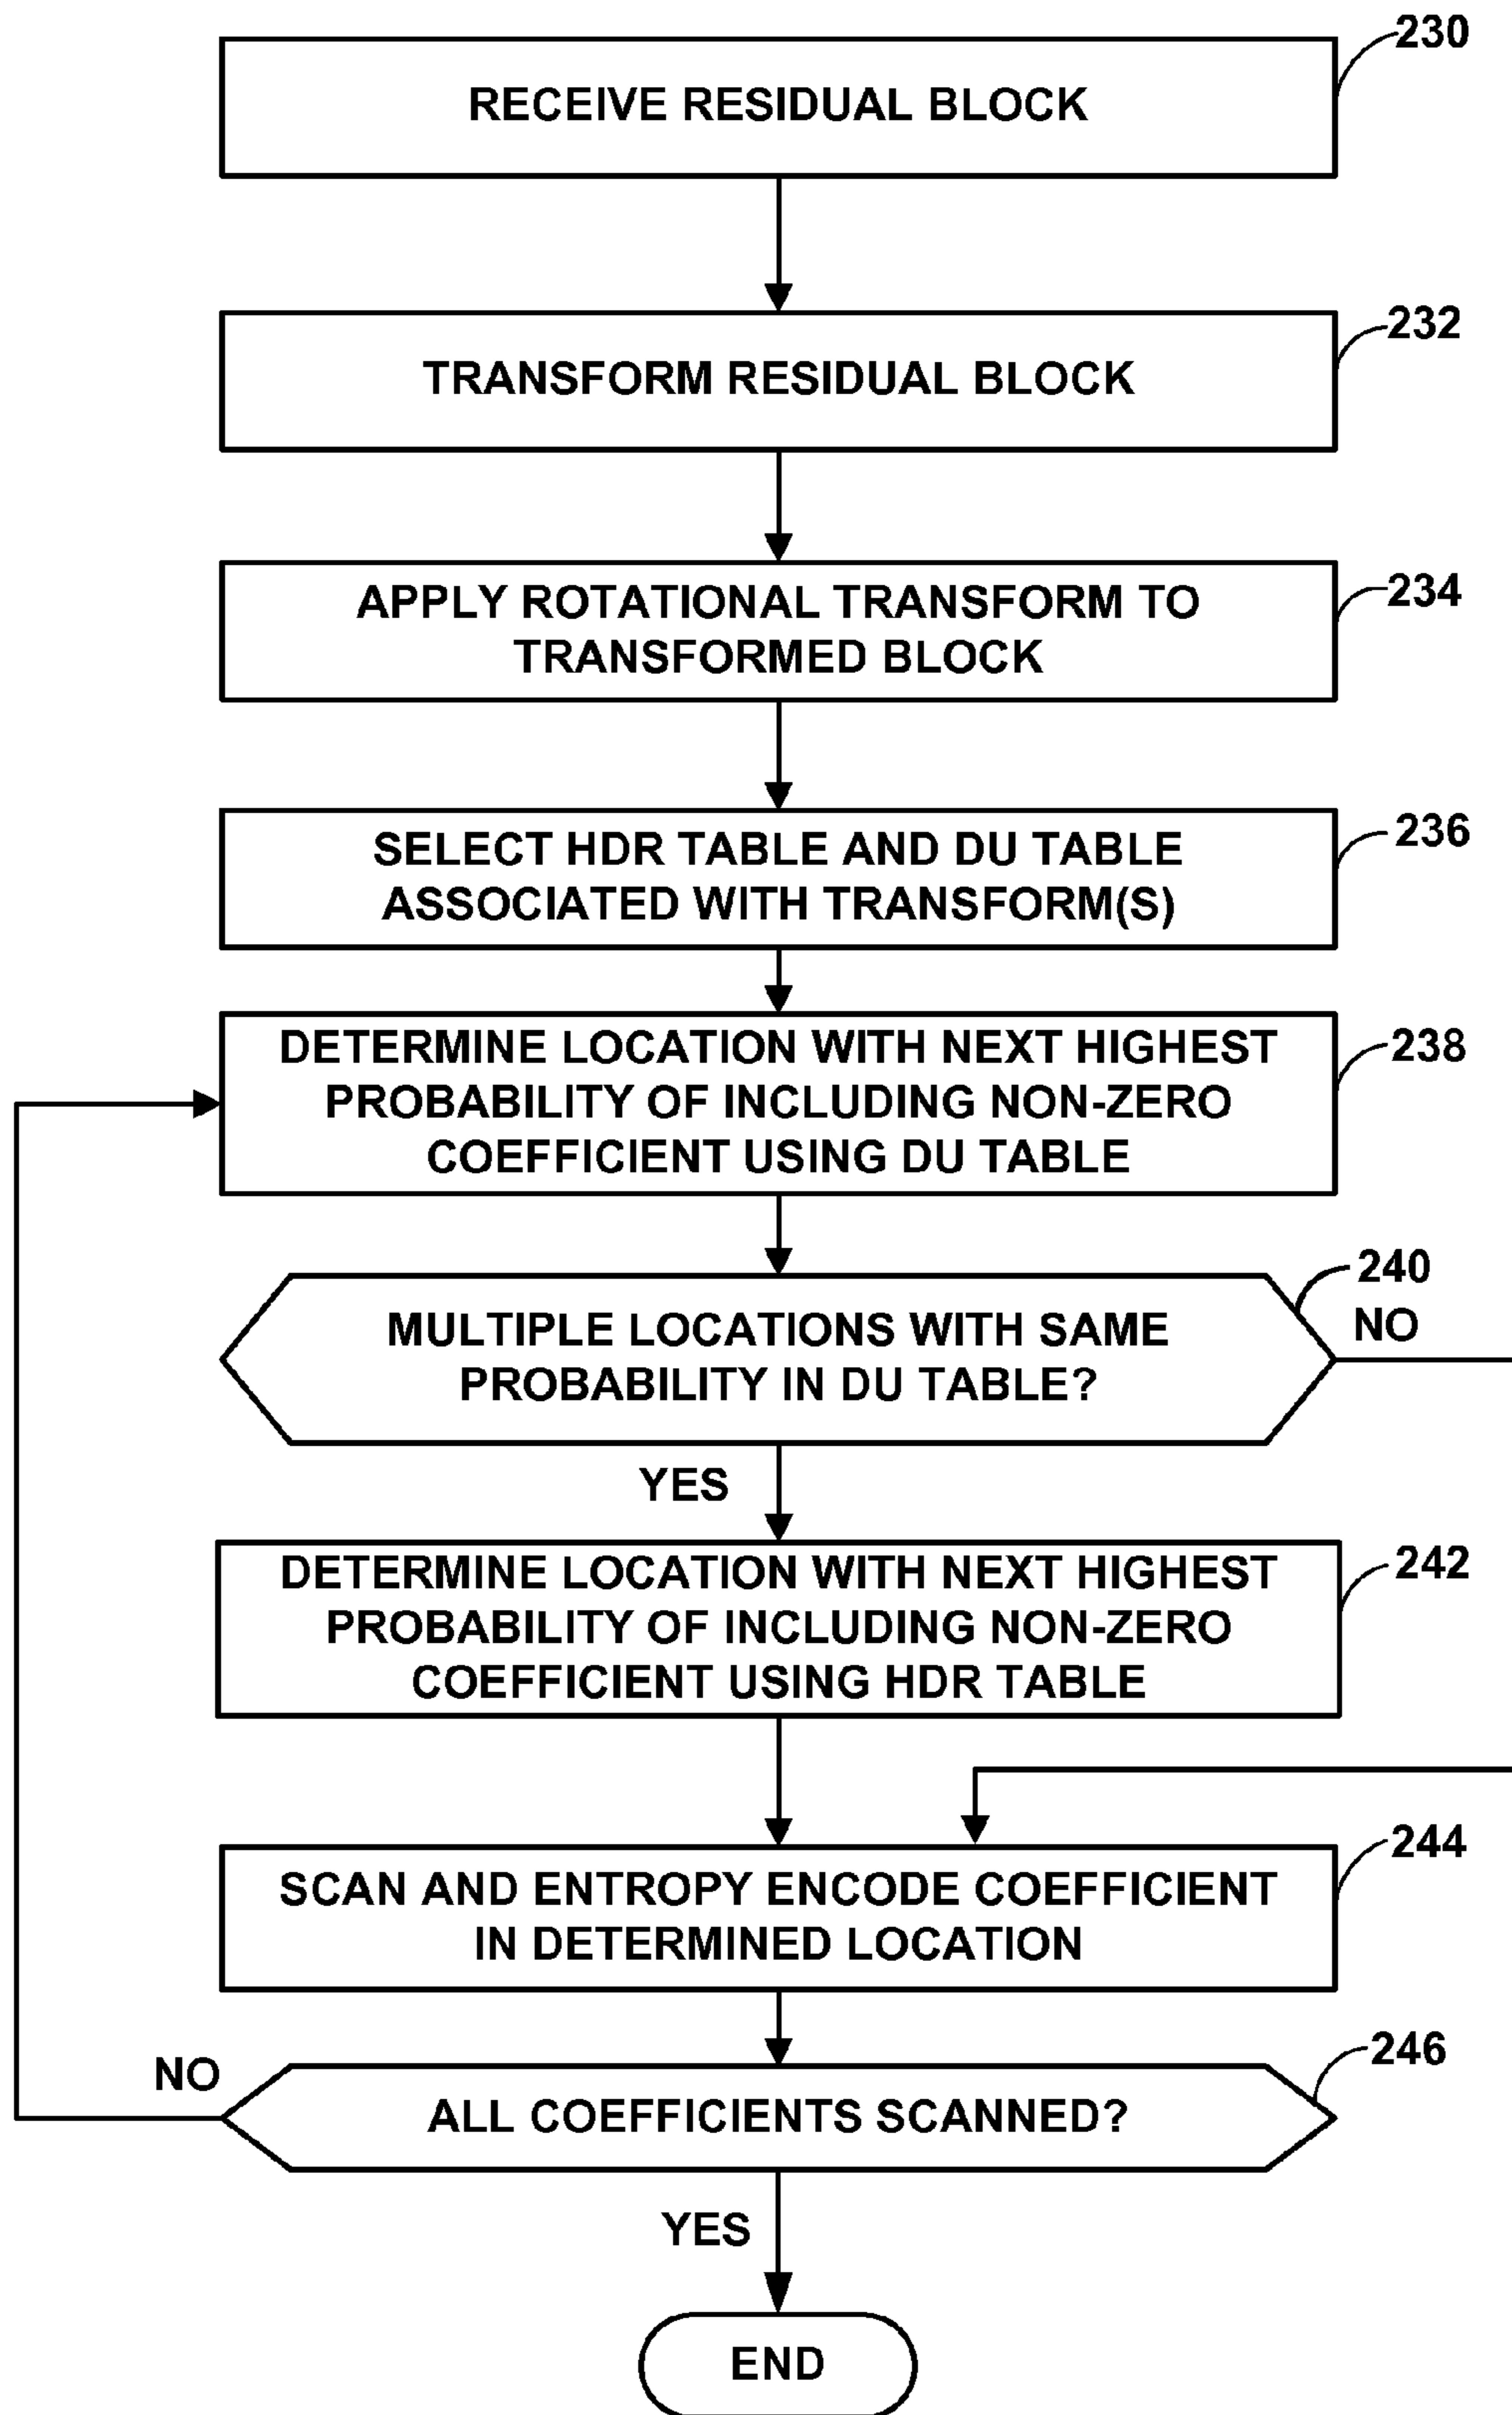 230
RECEIVE RESIDUAL BLOCK
232
TRANSFORM RESIDUAL BLOCK
234
APPLY ROTATIONAL TRANSFORM TO
TRANSFORMED BLOCK
236
SELECT HDR TABLE AND DU TABLE
ASSOCIATED WITH TRANSFORM(S)
238
DETERMINE LOCATION WITH NEXT HIGHEST
PROBABILITY OF INCLUDING NON-ZERO
COEFFICIENT USING DU TABLE
240
NO
MULTIPLE LOCATIONS WITH SAME
PROBABILITY IN DU TABLE?
YES
242
DETERMINE LOCATION WITH NEXT HIGHEST
PROBABILITY OF INCLUDING NON-ZERO
COEFFICIENT USING HDR TABLE
244
SCAN AND ENTROPY ENCODE COEFFICIENT
IN DETERMINED LOCATION
246
NO
ALL COEFFICIENTS SCANNED?
YES
END